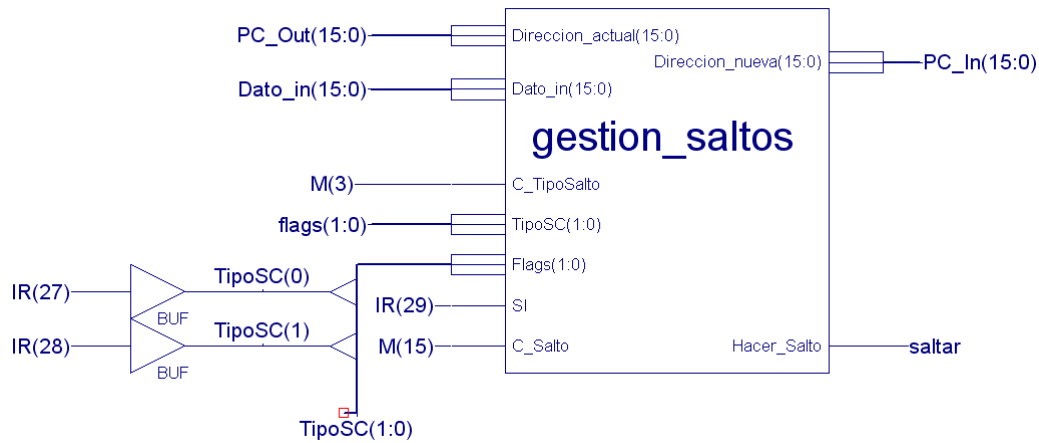 PC_Out(15:0)
Direccion_actual(15:0)
Direccion_nueva(15:0)
PC_In(15:0)
Dato_in(15:0)
Dato_in(15:0)
gestion_saltos
M(3)
C_TipoSalto
flags(1:0)
TipoSC(1:0)
Flags(1:0)
TipoSC(0)
IR(27)
BUF
IR(29)
SI
TipoSC(1)
IR(28)
BUF
M(15)
C_Salto
Hacer_Salto
saltar
TipoSC(1:0)